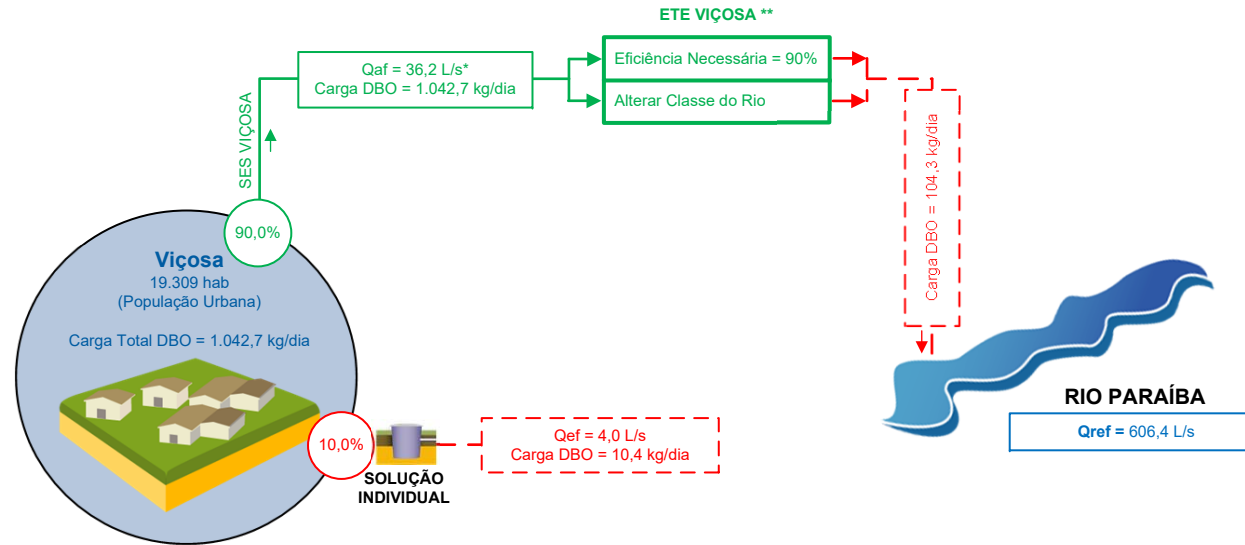 ETE VIÇOSA **
Qaf = 36,2 L/s*
Carga DBO = 1.042,7 kg/dia
Eficiência Necessária = 90%
Alterar Classe do Rio
SES VIÇOSA
Carga DBO = 104,3 kg/dia
90,0%
Viçosa
19.309 hab
(População Urbana)
Carga Total DBO = 1.042,7 kg/dia
10,0%
SOLUÇÃO
INDIVIDUAL
Qef = 4,0 L/s
Carga DBO = 10,4 kg/dia
RIO PARAÍBA
Qref = 606,4 L/s